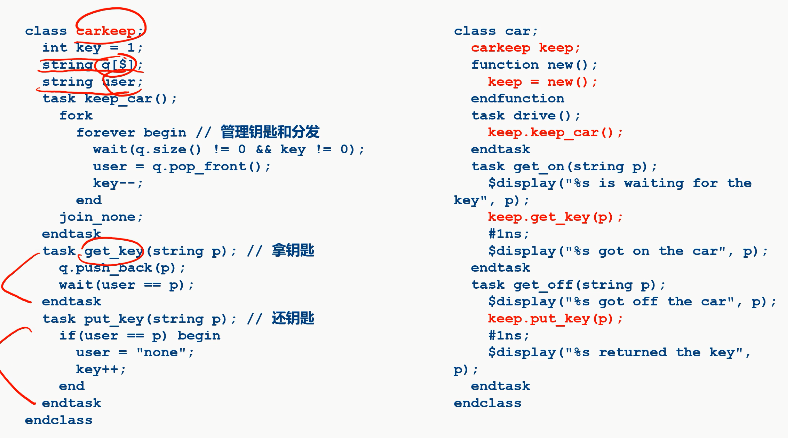 class carkeep;
int key = 1;
string q[$];
string user;
task keep_car();
fork
forever begin // 管理钥匙和分发
wait(q.size() != 0 && key != 0);
user = q.pop_front();
key--;
end
join_none;
endtask
task get_key(string p); // 拿钥匙
q.push_back(p);
wait(user == p);
endtask
task put_key(string p); // 还钥匙
if(user == p) begin
user = "none";
key++;
end
endtask
endclass
class car;
carkeep keep;
function new();
keep = new();
endfunction
task drive();
keep.keep_car();
endtask
task get_on(string p);
$display("%s is waiting for the
key", p);
keep.get_key(p);
#1ns;
$display("%s got on the car", p);
endtask
task get_off(string p);
$display("%s got off the car", p);
keep.put_key(p);
#1ns;
$display("%s returned the key",
p);
endtask
endclass